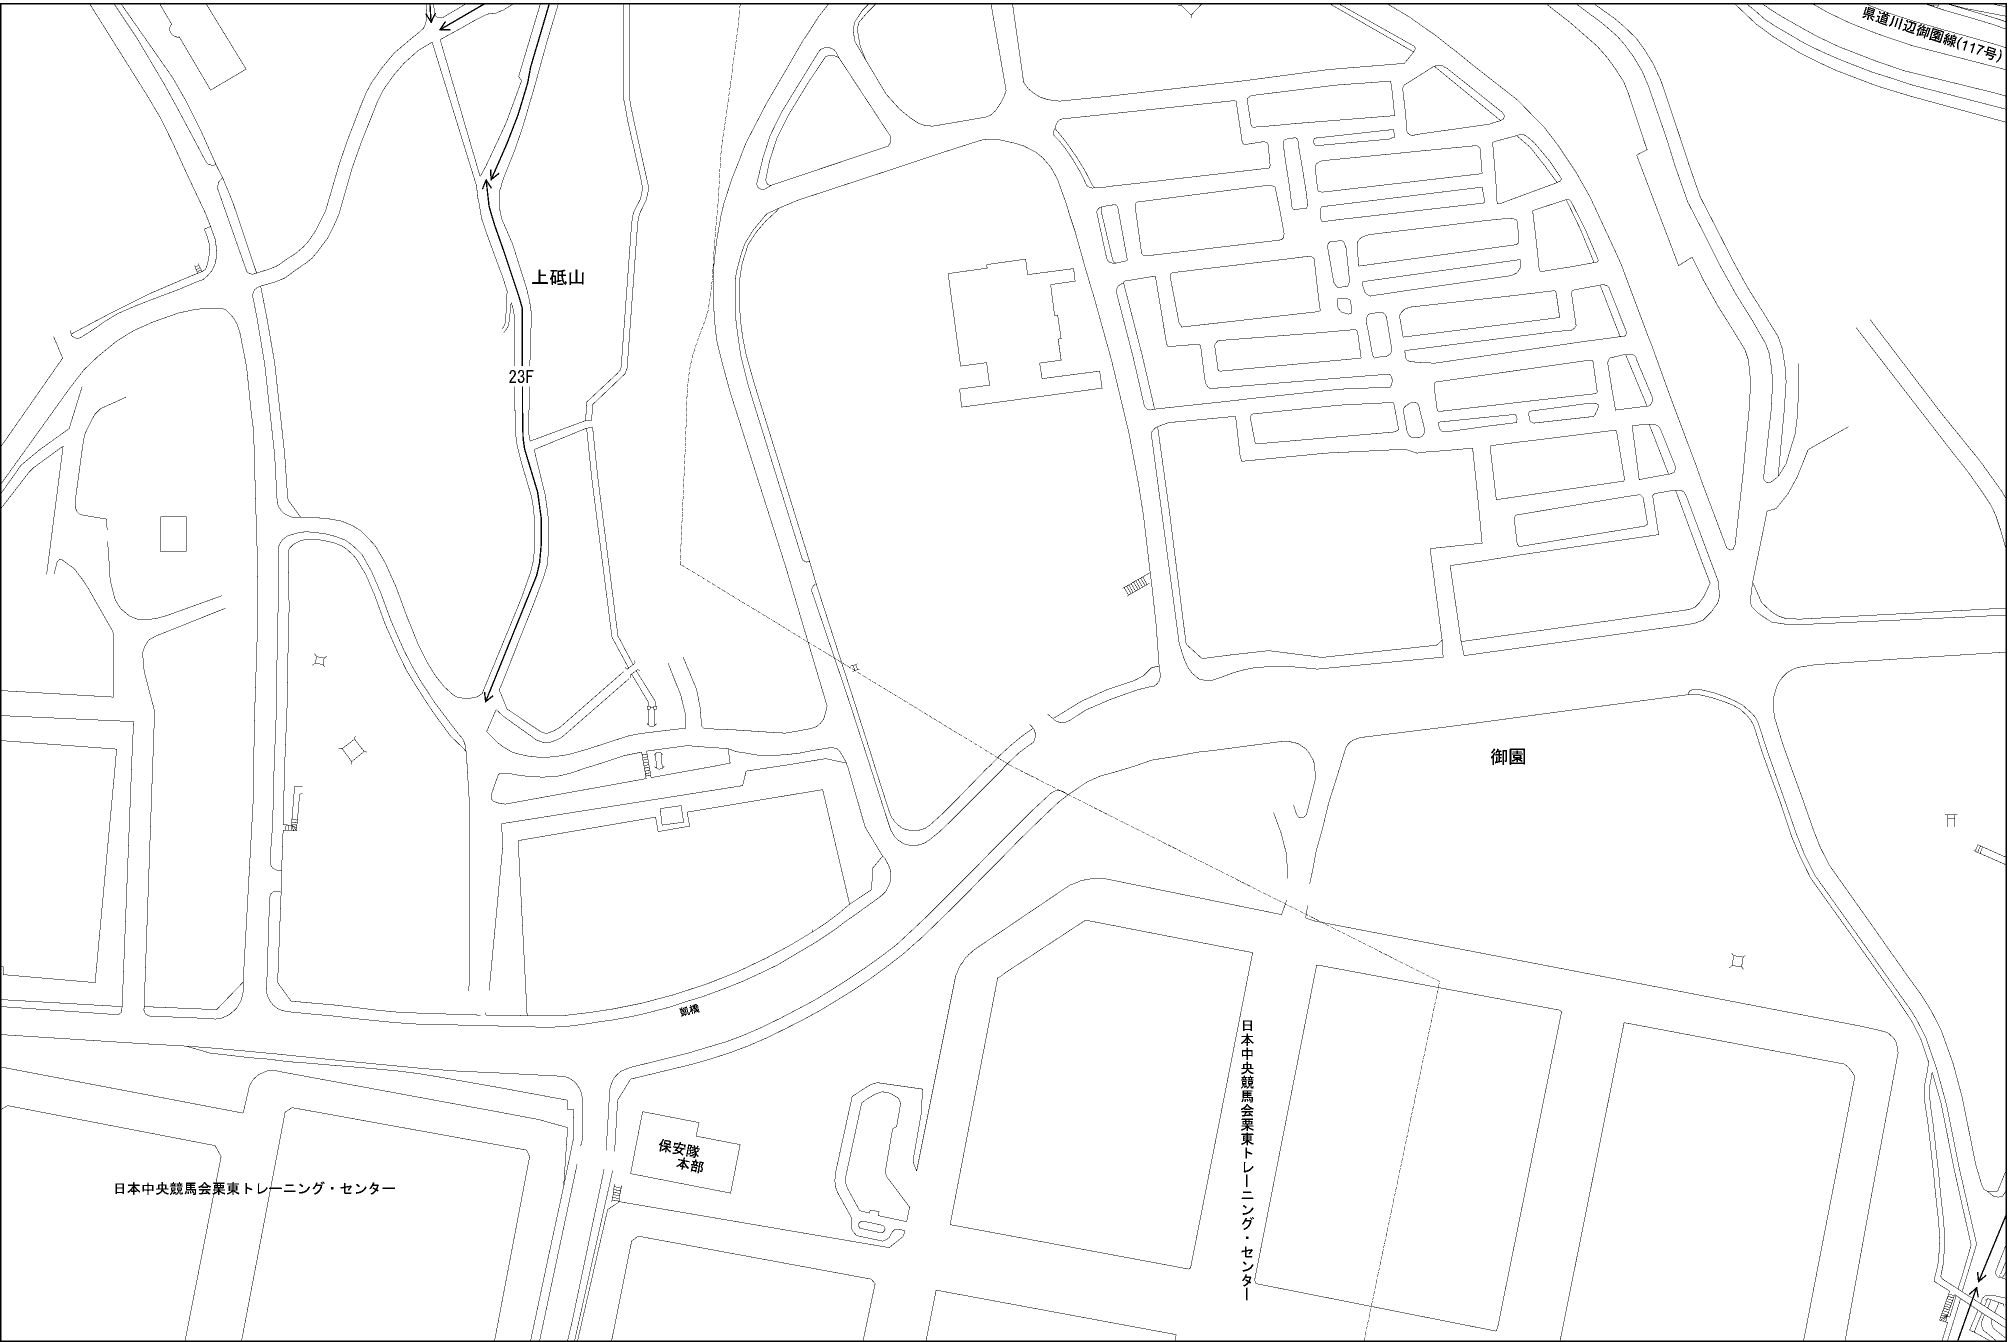 県道川辺御園線(117号)
上砥山
23F
御園
凱橋
日本中央競馬会栗東トレーニング・センター
保安隊
本部
日本中央競馬会栗東トレーニング・センター